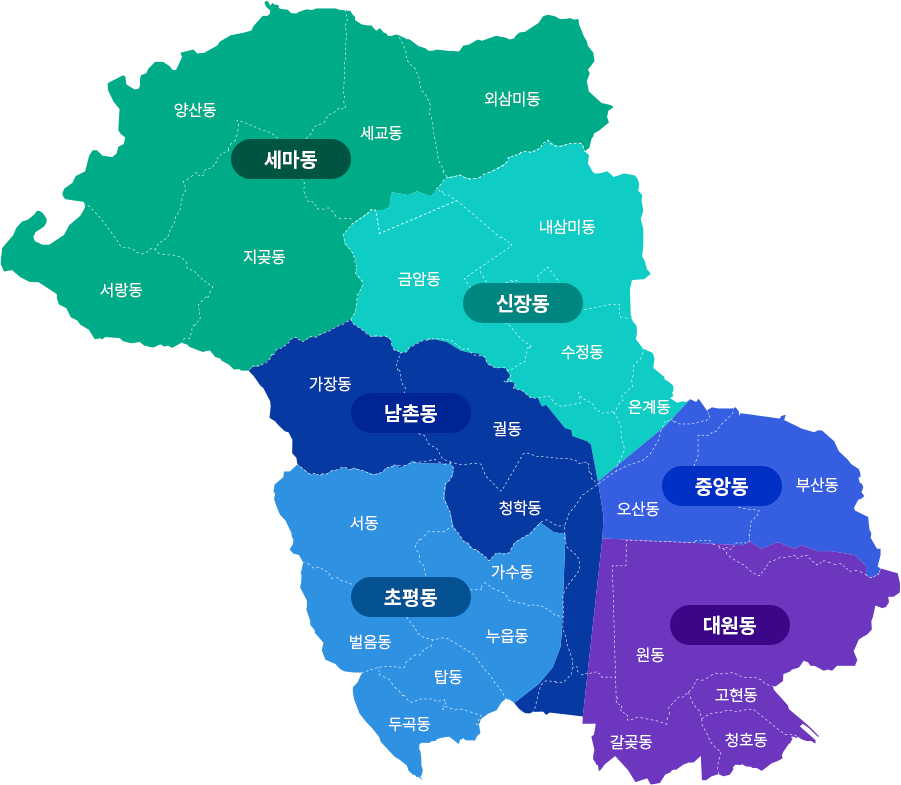 외삼미동
양산동
세교동
세마동
내삼미동
지곶동
금암동
서랑동
신장동
수정동
가장동
은계동
남촌동
궐동
중앙동
부산동
청학동
오산동
서동
가수동
초평동
대원동
누읍동
벌음동
원동
탑동
고현동
두곡동
갈곶동
청호동